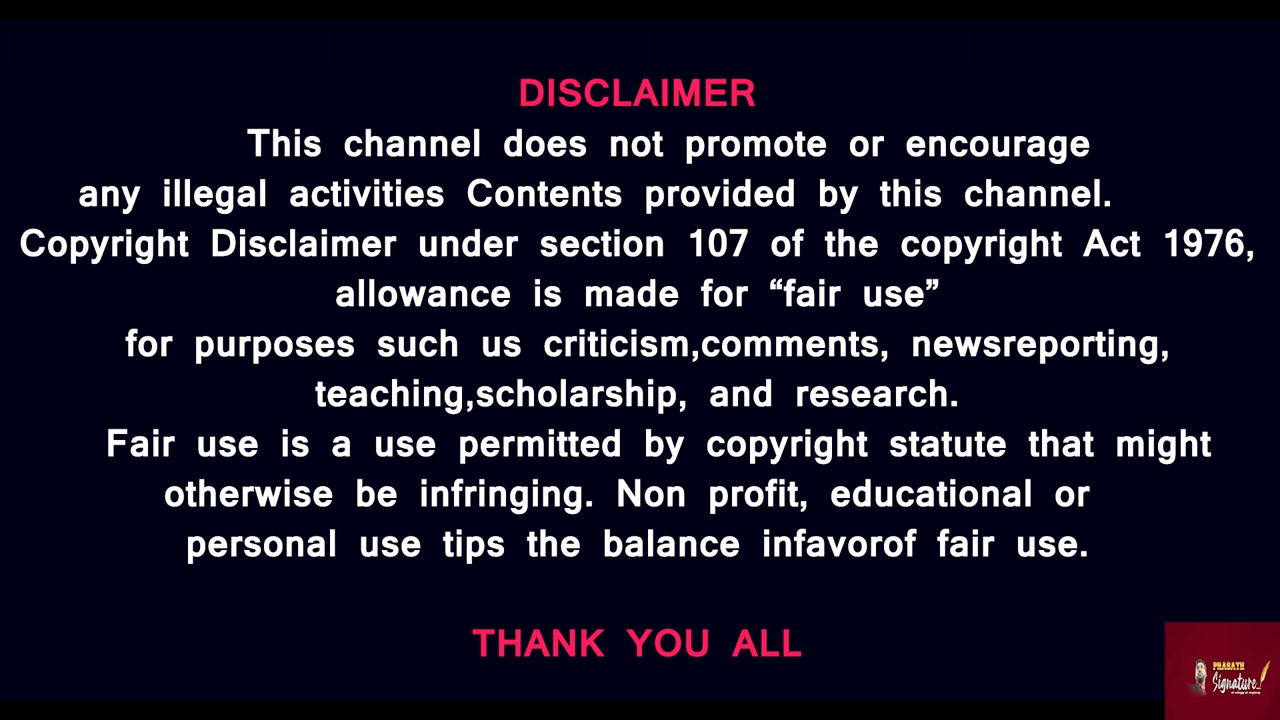 DISCLAIMER
This channel does not promote or encourage
any illegal activities Contents provided by this channel.
Copyright Disclaimer under section 107 of the copyright Act 1976,
allowance is made for “fair use”
for purposes such us criticism,comments, newsreporting,
teaching,scholarship, and research.
Fair use is a use permitted by copyright statute that might
otherwise be infringing. Non profit, educational or
personal use tips the balance infavorof fair use.
THANK YOU ALL
PRASATH
Signature